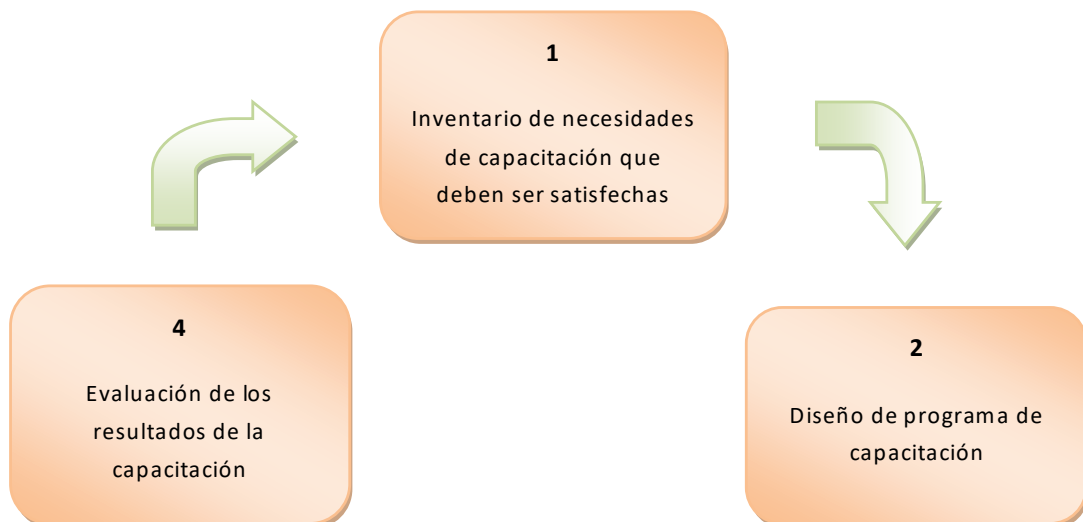 1
Inventario de necesidades
de capacitación que
deben ser satisfechas
4
Evaluación de los
resultados de la
capacitación
2
Diseño de programa de
capacitación